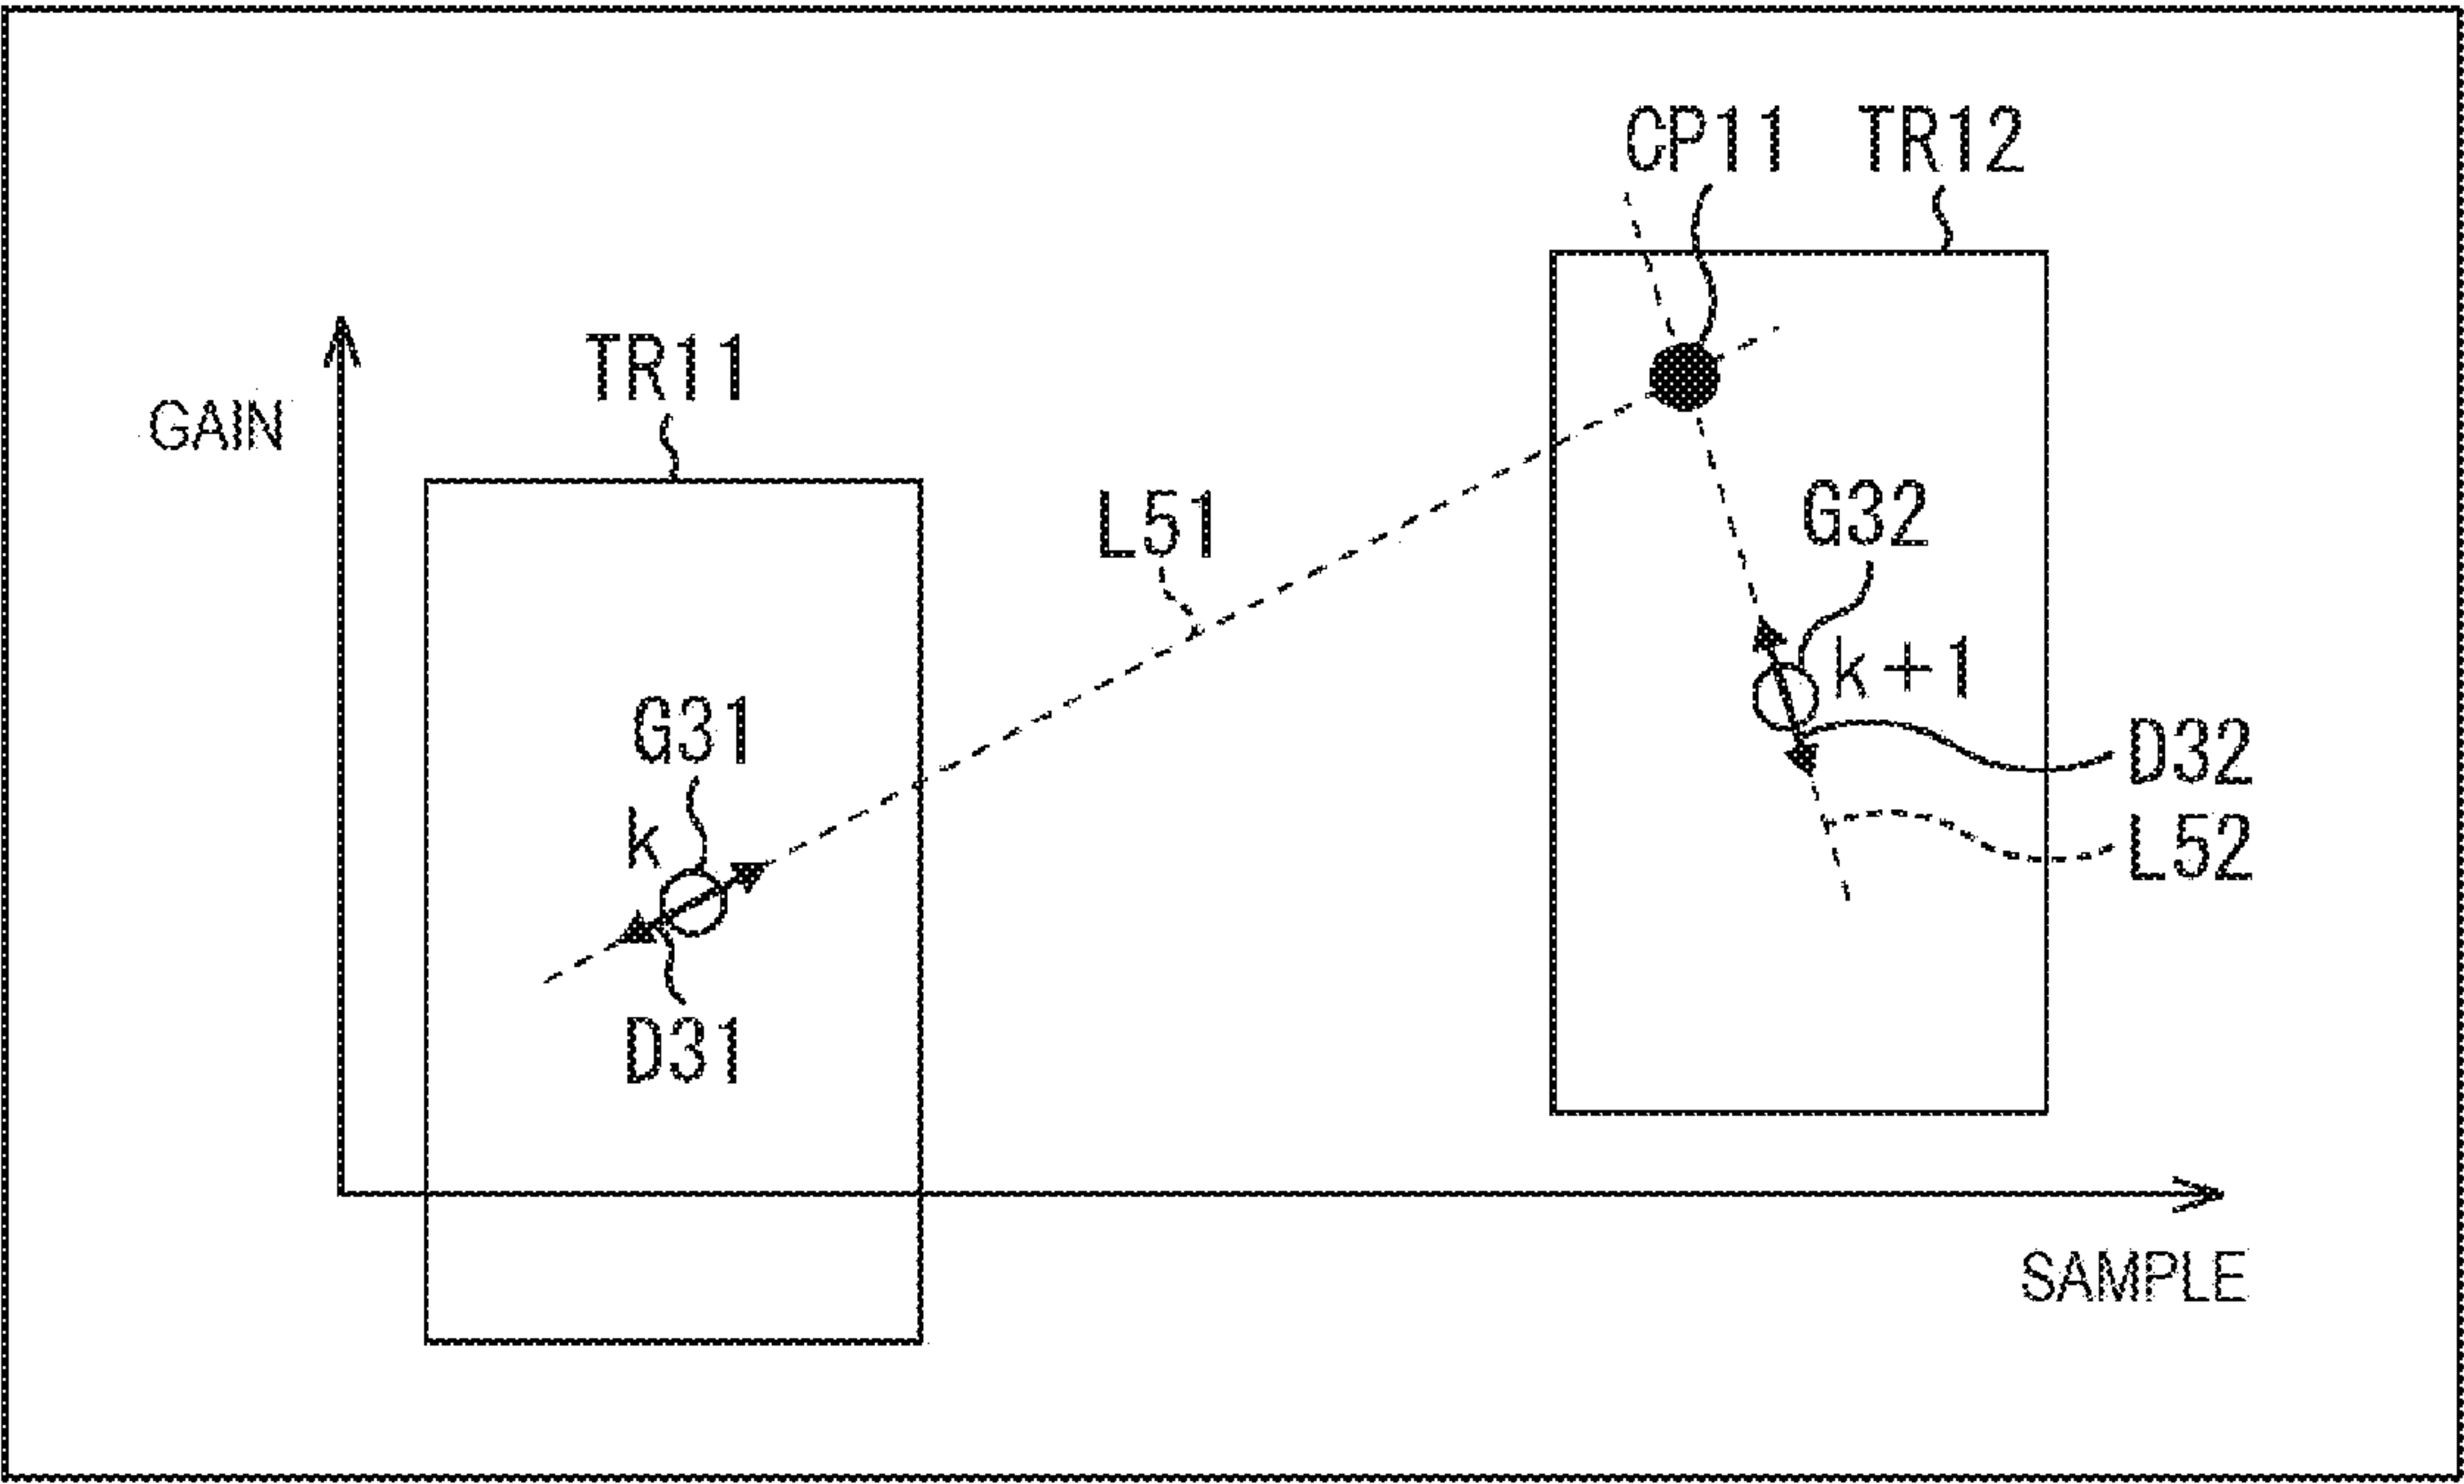 CP11 TR12
TR11
GAIN
L51
G32
k+1
G31
D32
k
L52
D31
SAMPLE